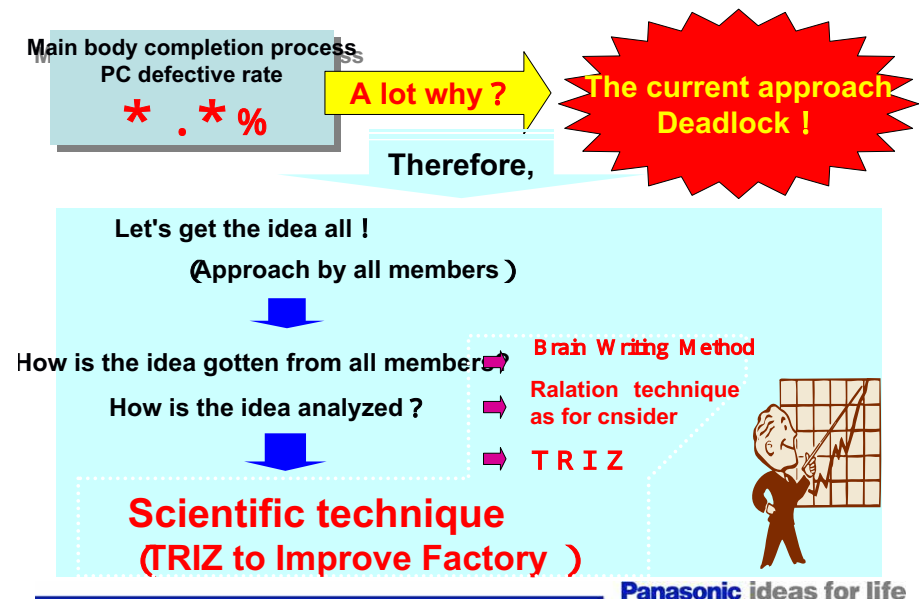 Main body completion process
PC defective rate
* .* %
A lot why ?
The current approach
Deadlock !
Therefore,
Let's get the idea all !
(Approach by all members )
How is the idea gotten from all members ?
Brain Writing Method
How is the idea analyzed ?
Ralation technique
as for cnsider
TRIZ
Scientific technique
(TRIZ to Improve Factory )
Panasonic ideas for life